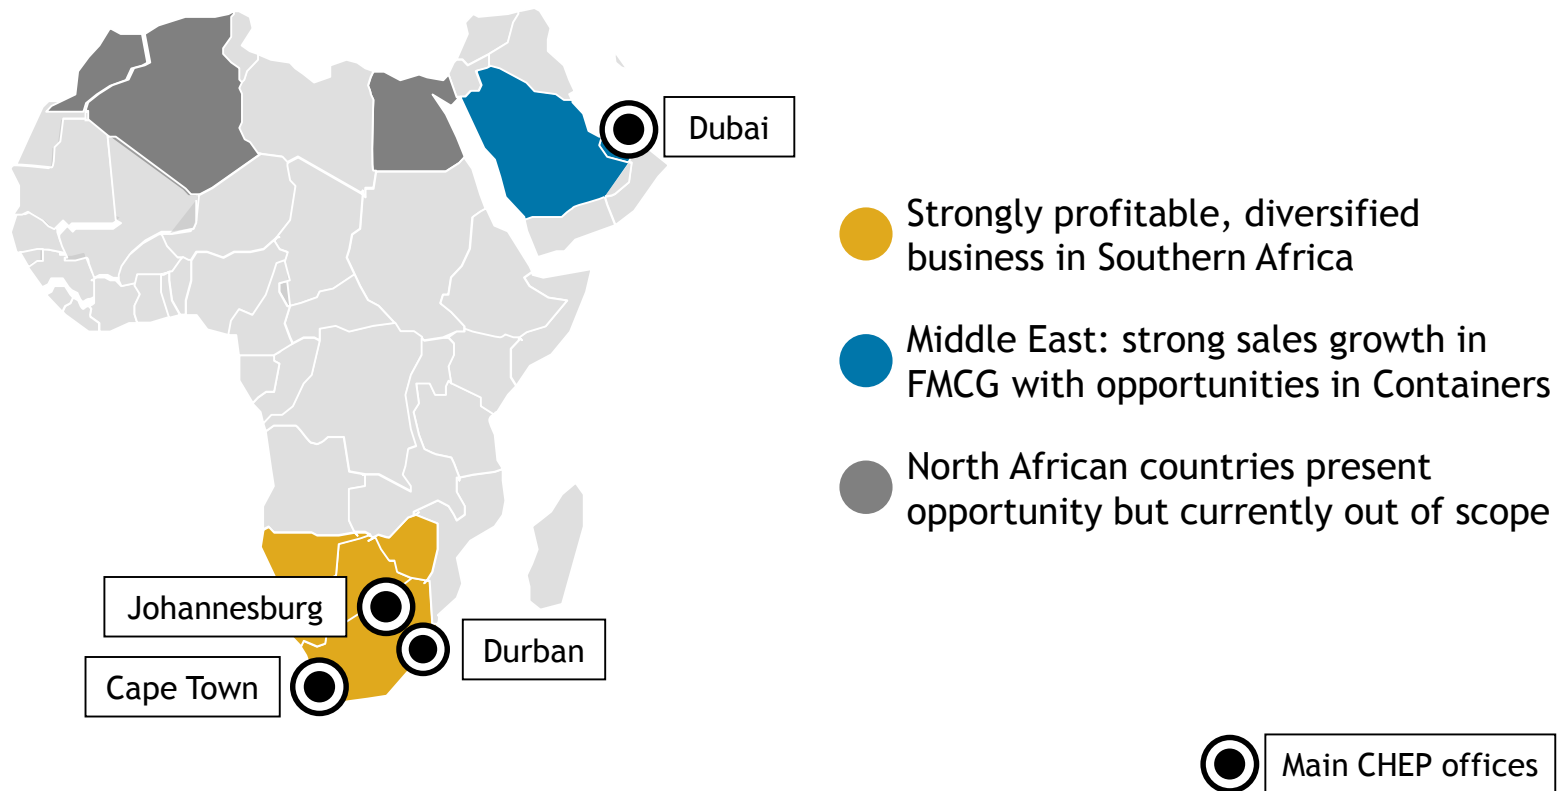 Dubai
Strongly profitable, diversified
business in Southern Africa
Middle East: strong sales growth in
FMCG with opportunities in Containers
North African countries present
opportunity but currently out of scope
Johannesburg
Durban
Cape Town
Main CHEP offices